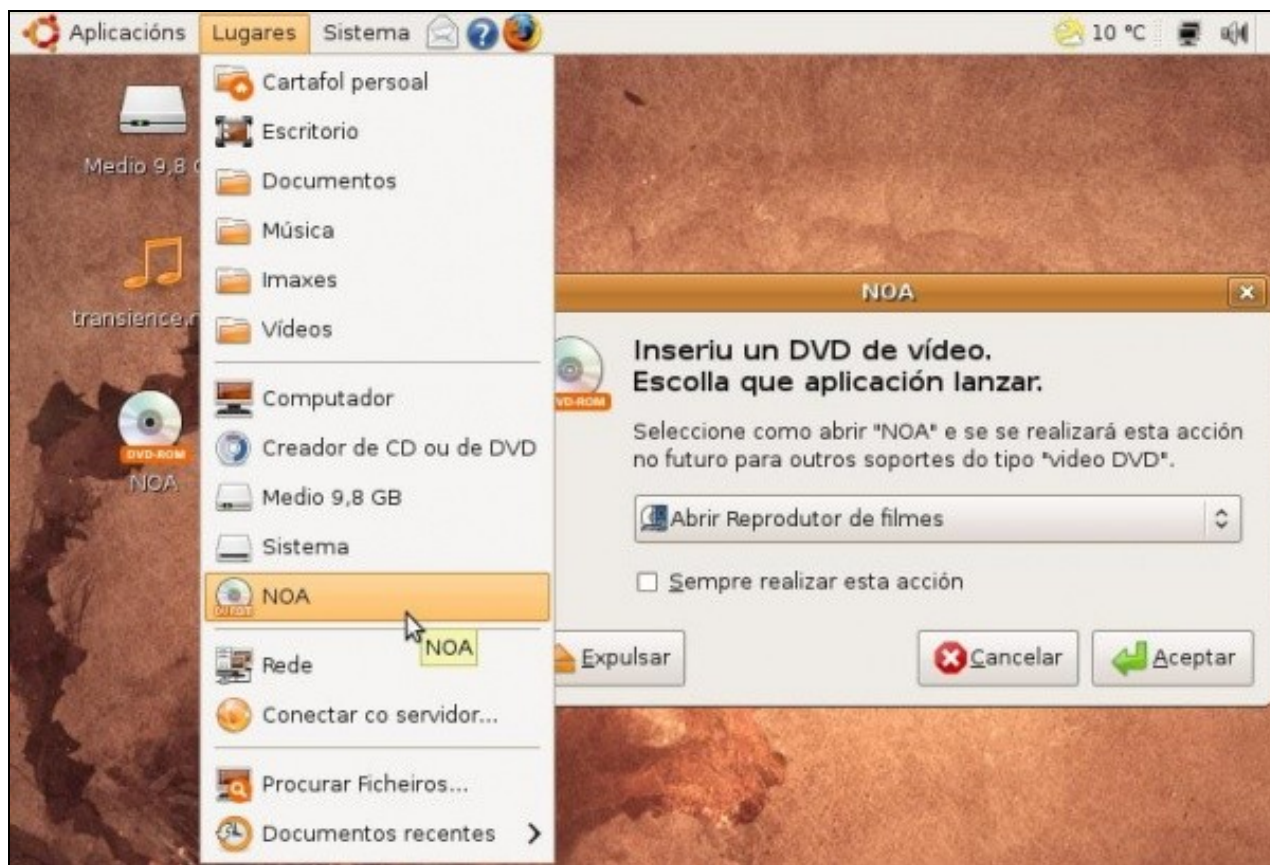 Aplicacións Lugares Sistema 10 °C
Medio 9,8
transience.
DVD-ROM
NOA
Cartafol persoal
Escritorio
Documentos
Música
Imaxes
Vídeos
Computador
Creador de CD ou de DVD
Medio 9,8 GB
Sistema
NOA
NOA
Rede
Conectar co servidor...
Procurar Ficheiros...
Documentos recentes
NOA
DVD-ROM
Inseriu un DVD de vídeo.
Escolla que aplicación lanzar.
Seleccione como abrir "NOA" e se se realizará esta acción
no futuro para outros soportes do tipo "video DVD".
Abrir Reprodutor de filmes
Sempre realizar esta acción
Expulsar Cancelar Aceptar